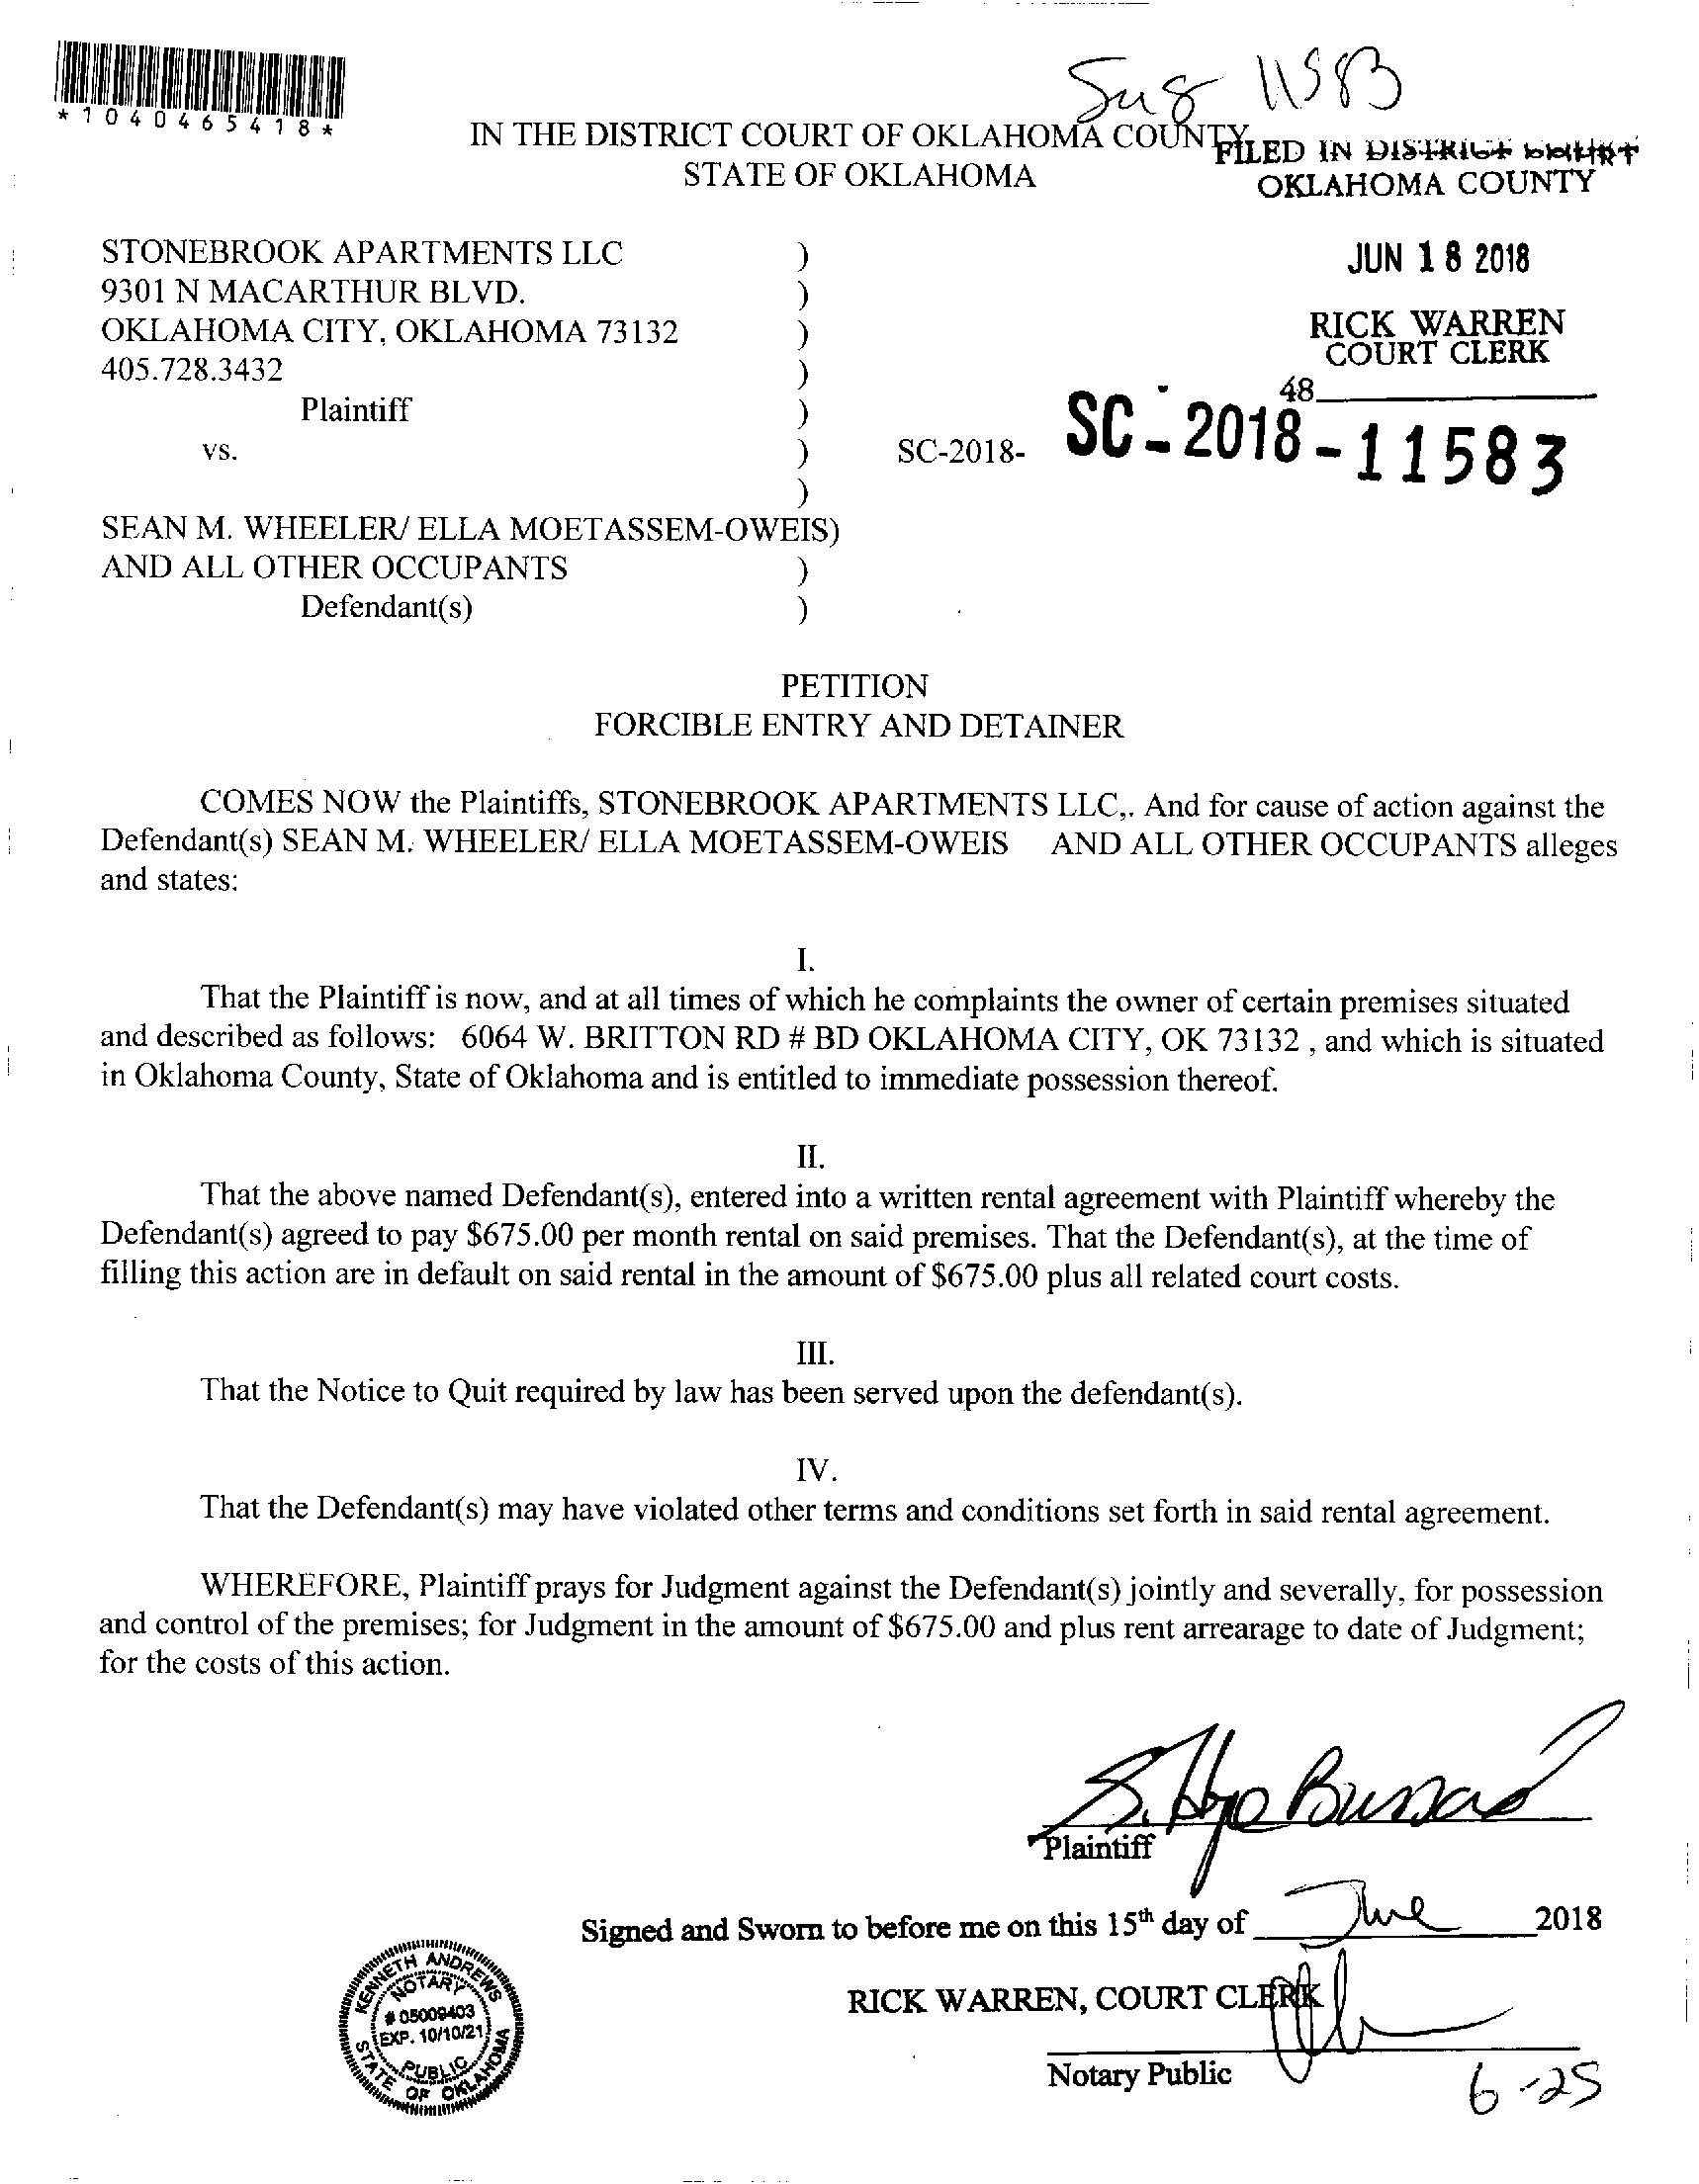 *1040465418*
11583
IN THE DISTRICT COURT OF OKLAHOMA COUNTY
STATE OF OKLAHOMA
FILED IN DISTRICT COURT
OKLAHOMA COUNTY
JUN 18 2018
RICK WARREN
COURT CLERK
48
STONEBROOK APARTMENTS LLC )
9301 N MACARTHUR BLVD. )
OKLAHOMA CITY, OKLAHOMA 73132 )
405.728.3432 )
Plaintiff )
vs. ) SC-2018- SC-2018-11583
)
SEAN M. WHEELER/ ELLA MOETASSEM-OWEIS)
AND ALL OTHER OCCUPANTS )
Defendant(s) )
PETITION
FORCIBLE ENTRY AND DETAINER
COMES NOW the Plaintiffs, STONEBROOK APARTMENTS LLC,. And for cause of action against the
Defendant(s) SEAN M. WHEELER/ ELLA MOETASSEM-OWEIS AND ALL OTHER OCCUPANTS alleges
and states:
I.
That the Plaintiff is now, and at all times of which he complaints the owner of certain premises situated
and described as follows: 6064 W. BRITTON RD # BD OKLAHOMA CITY, OK 73132 , and which is situated
in Oklahoma County, State of Oklahoma and is entitled to immediate possession thereof.
II.
That the above named Defendant(s), entered into a written rental agreement with Plaintiff whereby the
Defendant(s) agreed to pay $675.00 per month rental on said premises. That the Defendant(s), at the time of
filling this action are in default on said rental in the amount of $675.00 plus all related court costs.
III.
That the Notice to Quit required by law has been served upon the defendant(s).
IV.
That the Defendant(s) may have violated other terms and conditions set forth in said rental agreement.
WHEREFORE, Plaintiff prays for Judgment against the Defendant(s) jointly and severally, for possession
and control of the premises; for Judgment in the amount of $675.00 and plus rent arrearage to date of Judgment;
for the costs of this action.
Plaintiff
Signed and Sworn to before me on this 15th day of June 2018
RICK WARREN, COURT CLERK
Notary Public
6-25
KENNETH ANDREWS
NOTARY
# 05009403
EXP. 10/10/21
PUBLIC
STATE OF OKLAHOMA